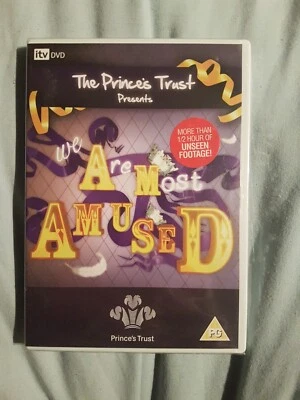 itv DVD
The Prince's Trust
Presents
MORE THAN
1/2 HOUR OF
UNSEEN
FOOTAGE!
we Are Most
AMUSED
Prince's Trust
PG